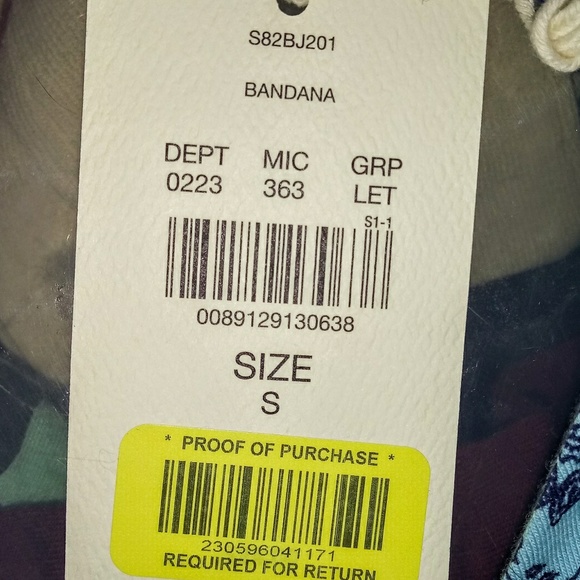 S82BJ201
BANDANA
DEPT MIC GRP
0223 363 LET
S1-1
0089129130638
SIZE
S
* PROOF OF PURCHASE *
230596041171
REQUIRED FOR RETURN